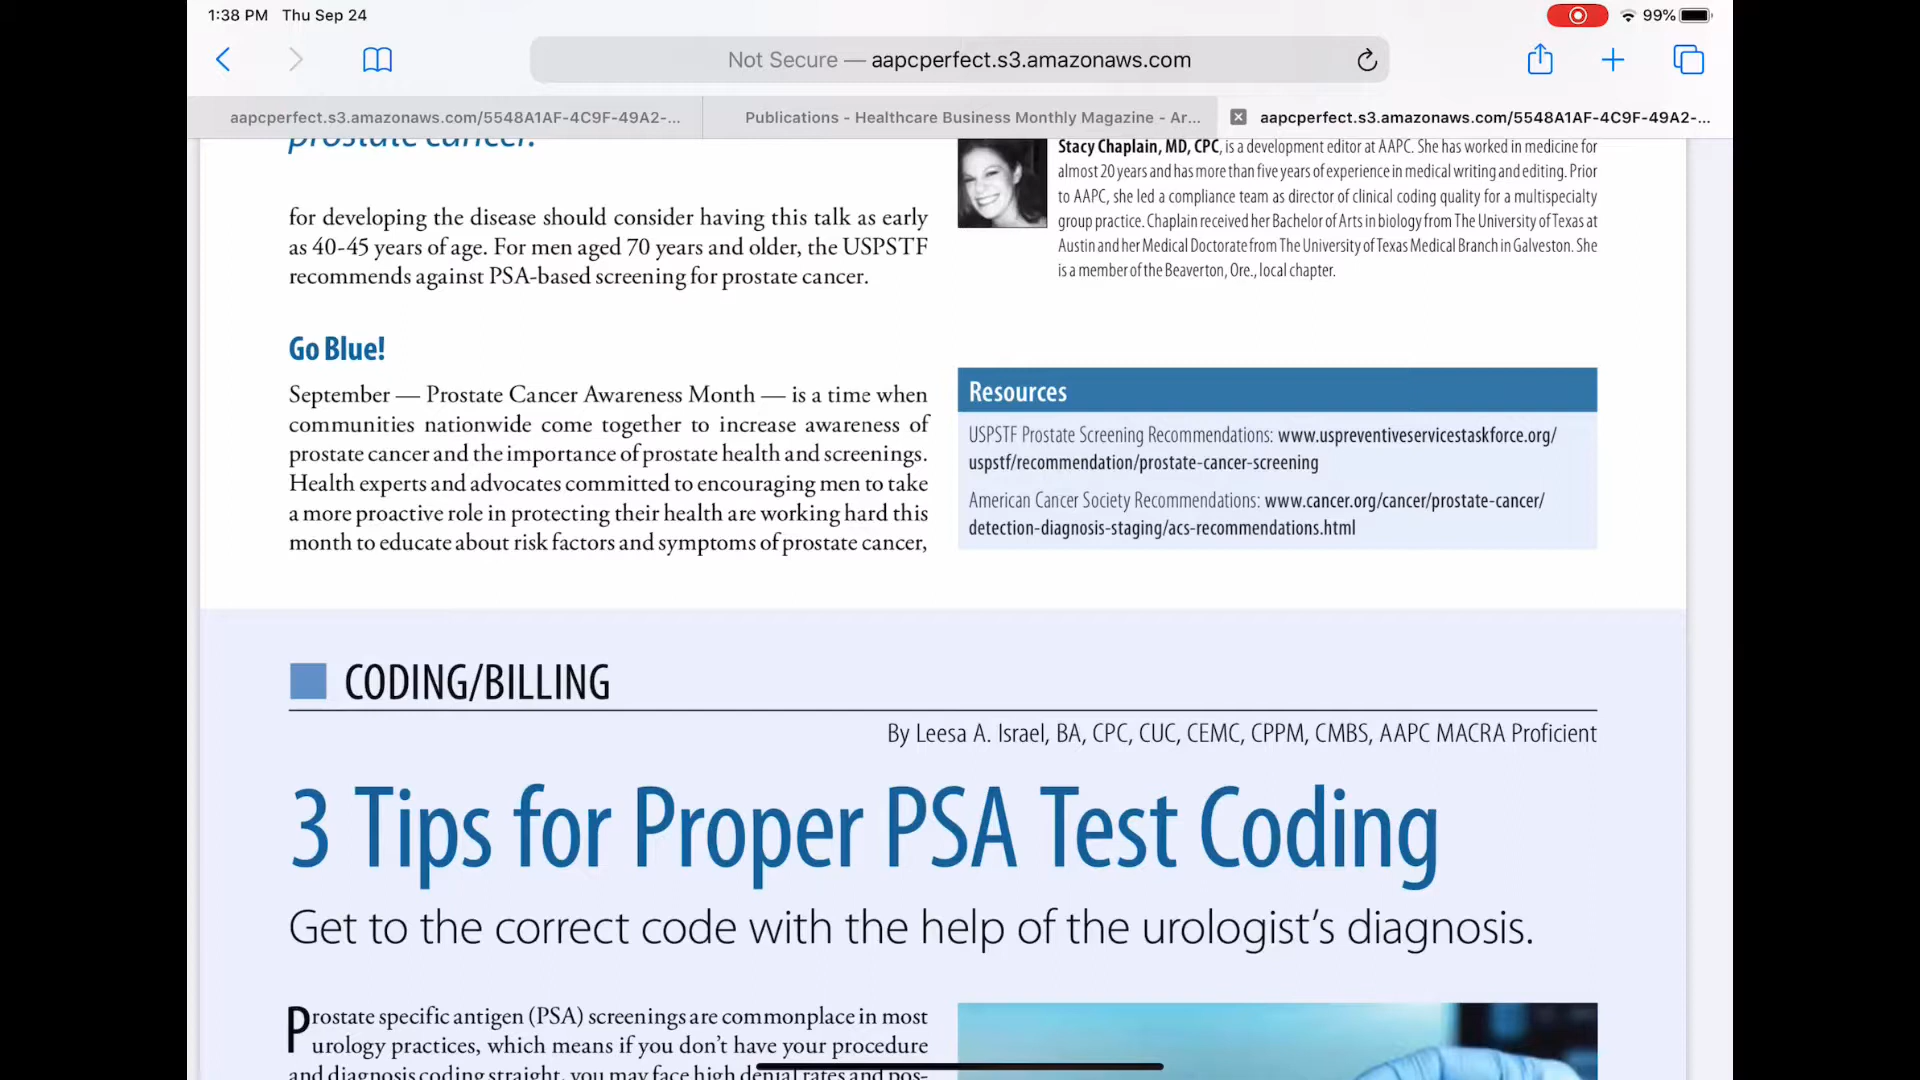 1:38 PM Thu Sep 24
99%
Not Secure — aapcperfect.s3.amazonaws.com
aapcperfect.s3.amazonaws.com/5548A1AF-4C9F-49A2-...
Publications - Healthcare Business Monthly Magazine - Ar...
aapcperfect.s3.amazonaws.com/5548A1AF-4C9F-49A2-...
prostate cancer.
for developing the disease should consider having this talk as early
as 40-45 years of age. For men aged 70 years and older, the USPSTF
recommends against PSA-based screening for prostate cancer.
Go Blue!
September — Prostate Cancer Awareness Month — is a time when
communities nationwide come together to increase awareness of
prostate cancer and the importance of prostate health and screenings.
Health experts and advocates committed to encouraging men to take
a more proactive role in protecting their health are working hard this
month to educate about risk factors and symptoms of prostate cancer,
Stacy Chaplain, MD, CPC, is a development editor at AAPC. She has worked in medicine for
almost 20 years and has more than five years of experience in medical writing and editing. Prior
to AAPC, she led a compliance team as director of clinical coding quality for a multispecialty
group practice. Chaplain received her Bachelor of Arts in biology from The University of Texas at
Austin and her Medical Doctorate from The University of Texas Medical Branch in Galveston. She
is a member of the Beaverton, Ore., local chapter.
Resources
USPSTF Prostate Screening Recommendations: www.uspreventiveservicestaskforce.org/
uspstf/recommendation/prostate-cancer-screening
American Cancer Society Recommendations: www.cancer.org/cancer/prostate-cancer/
detection-diagnosis-staging/acs-recommendations.html
CODING/BILLING
By Leesa A. Israel, BA, CPC, CUC, CEMC, CPPM, CMBS, AAPC MACRA Proficient
3 Tips for Proper PSA Test Coding
Get to the correct code with the help of the urologist's diagnosis.
Prostate specific antigen (PSA) screenings are commonplace in most
urology practices, which means if you don't have your procedure
and diagnosis coding straight, you may face high denial rates and pos-